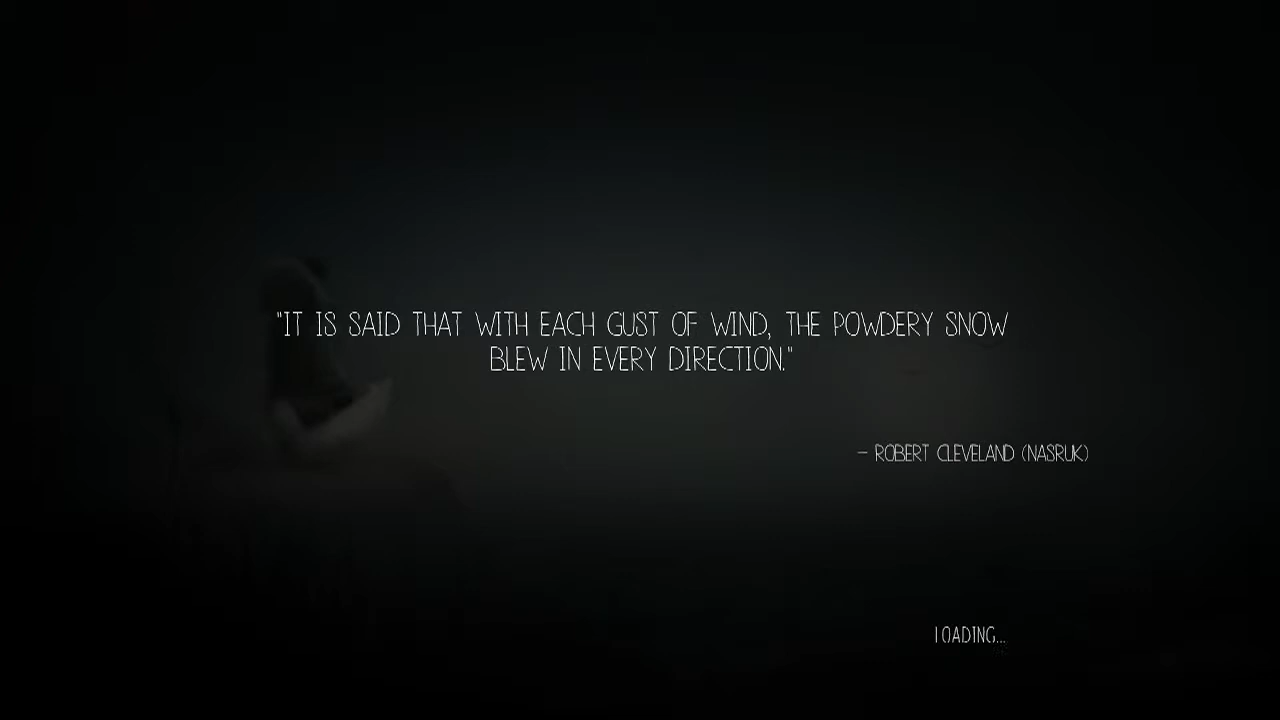 "IT IS SAID THAT WITH EACH GUST OF WIND, THE POWDERY SNOW
BLEW IN EVERY DIRECTION."
– ROBERT CLEVELAND (NASRUK)
LOADING...